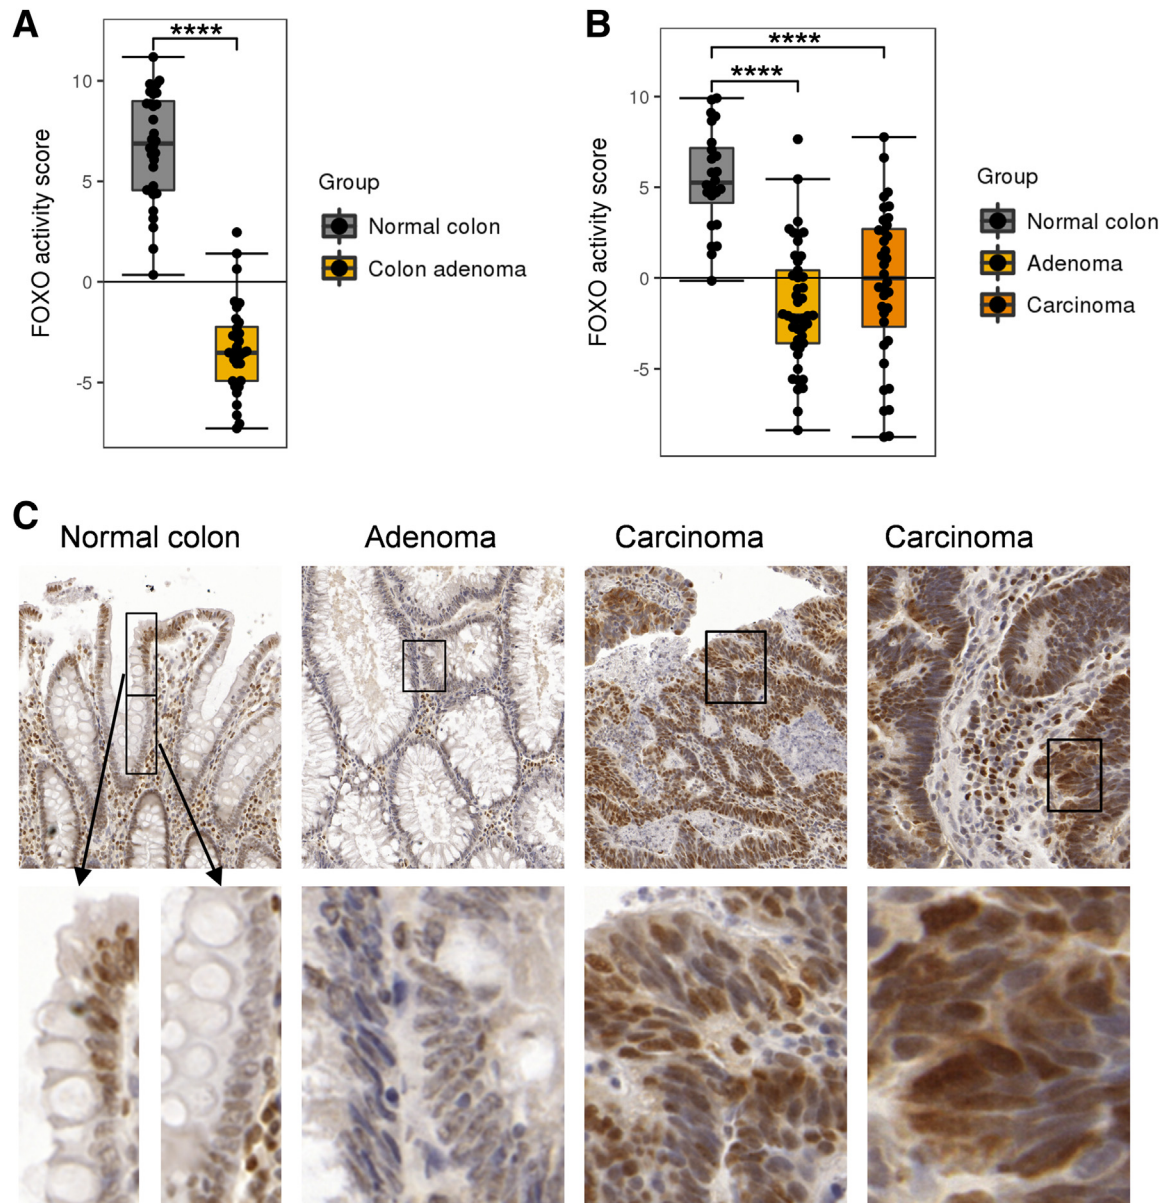 A
****
FOXO activity score
10
5
0
-5
Group
Normal colon
Colon adenoma
B
****
****
FOXO activity score
10
5
0
-5
Group
Normal colon
Adenoma
Carcinoma
C
Normal colon
Adenoma
Carcinoma
Carcinoma